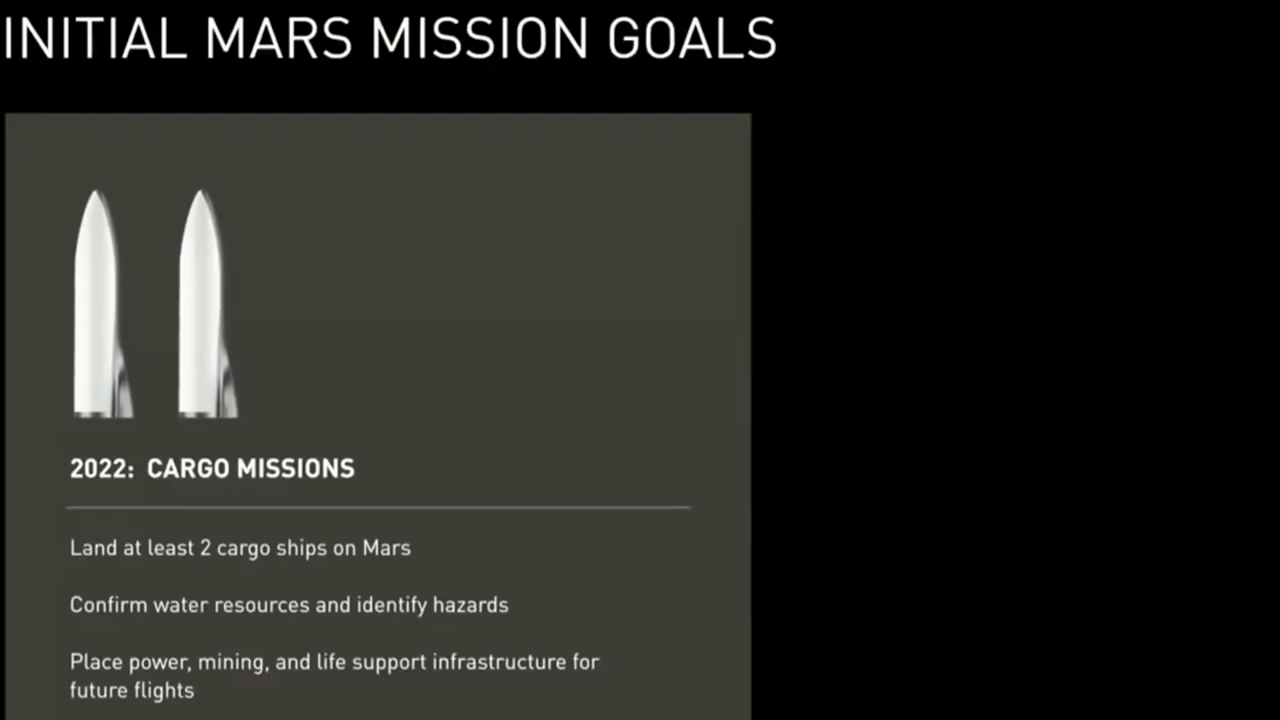 INITIAL MARS MISSION GOALS
2022: CARGO MISSIONS
Land at least 2 cargo ships on Mars
Confirm water resources and identify hazards
Place power, mining, and life support infrastructure for
future flights